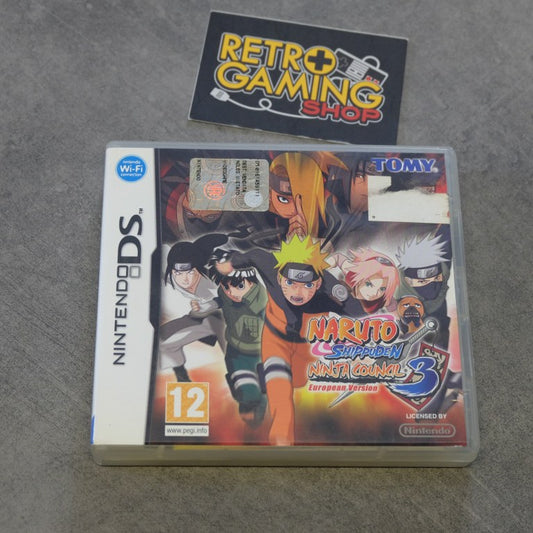 RETRO
GAMING
SHOP
Nintendo
Wi-Fi
connection
NINTENDO DS™
TOMY
NARUTO
SHIPPUDEN
NINJA COUNCIL 3
European Version
12
www.pegi.info
LICENSED BY
Nintendo